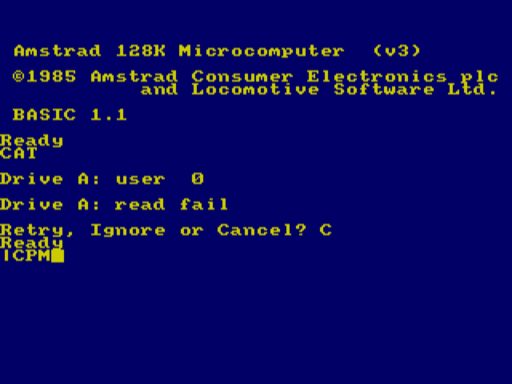 Amstrad 128K Microcomputer (v3)
©1985 Amstrad Consumer Electronics plc
and Locomotive Software Ltd.
BASIC 1.1
Ready
CAT
Drive A: user 0
Drive A: read fail
Retry, Ignore or Cancel? C
Ready
|CPM